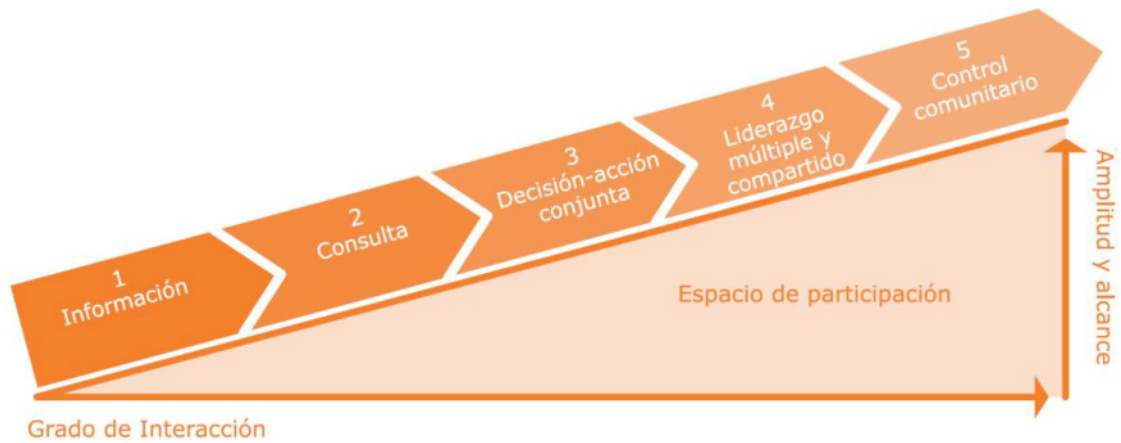 1
Información
2
Consulta
3
Decisión-acción
conjunta
4
Liderazgo
múltiple y
compartido
5
Control
comunitario
Espacio de participación
Amplitud y alcance
Grado de Interacción